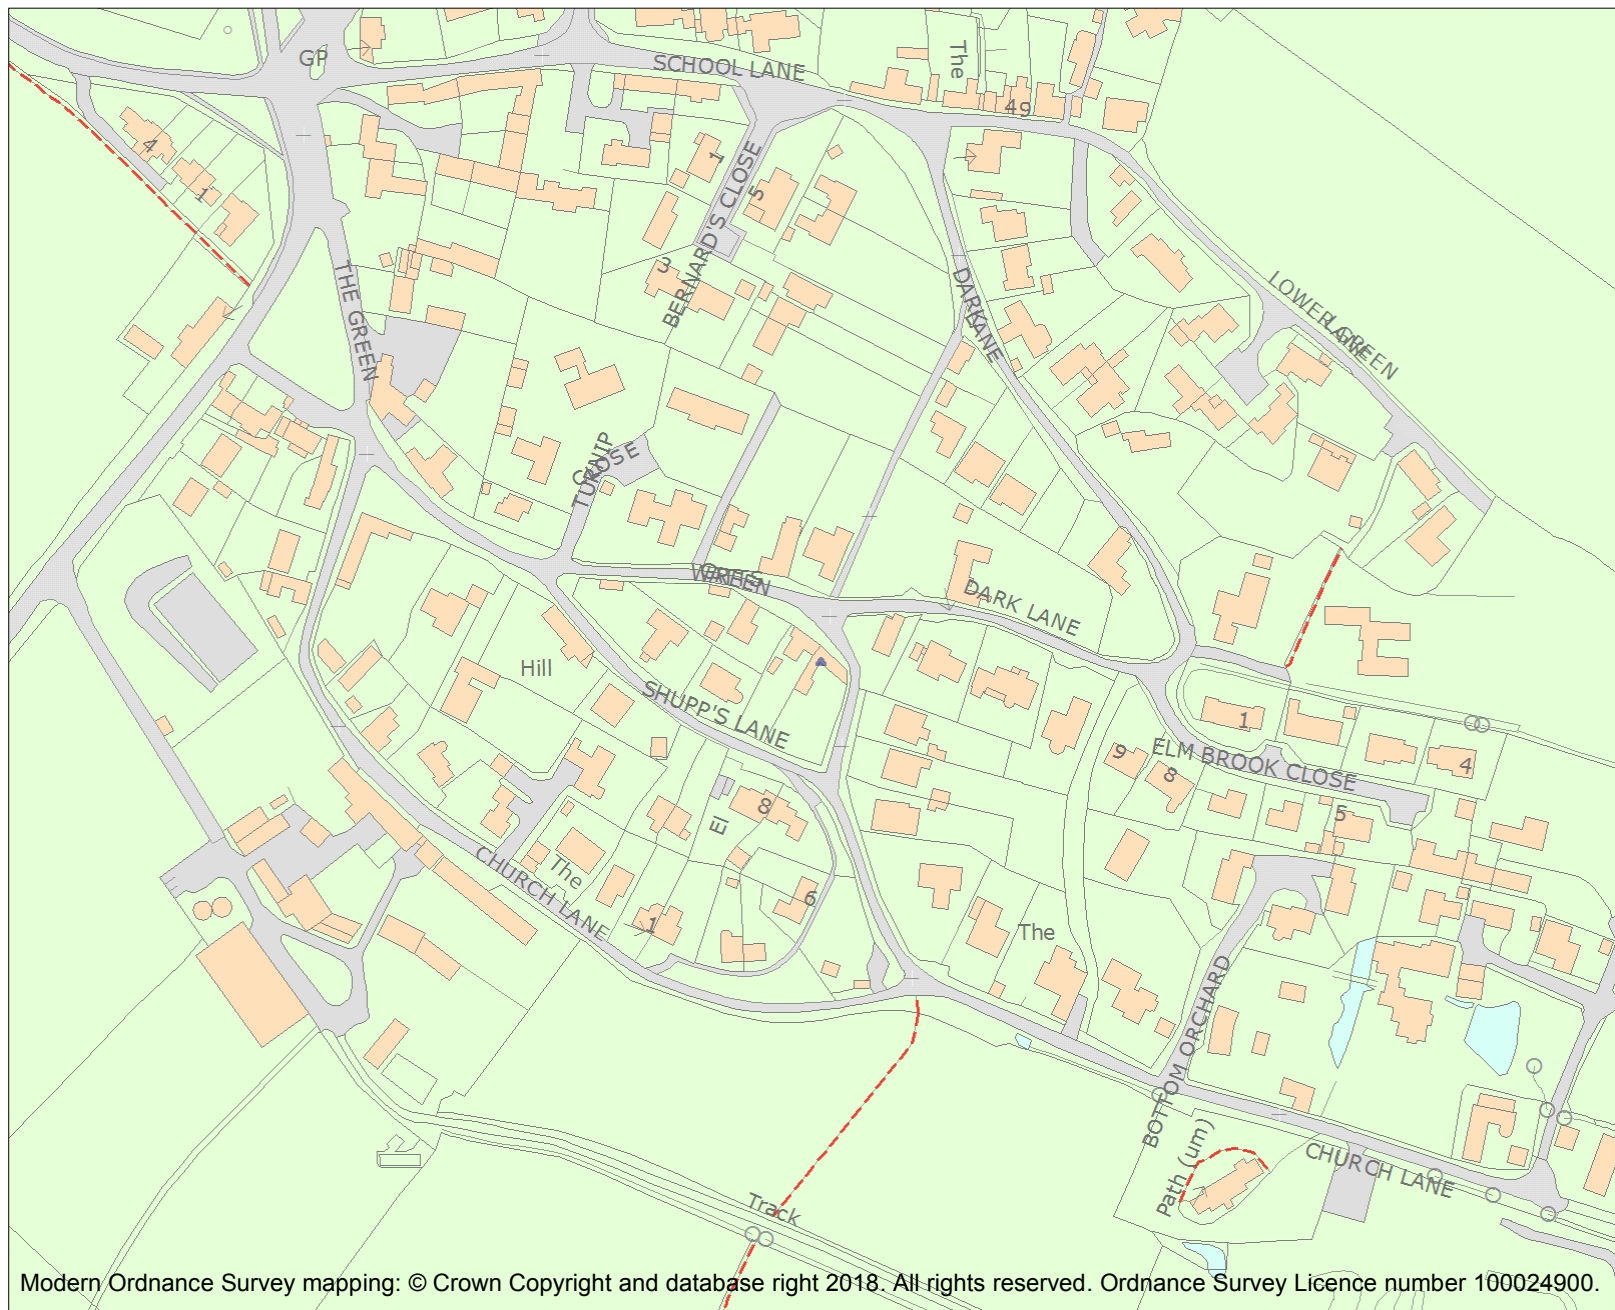 GP
SCHOOL LANE
The
49
4
1
1
BERNARD'S CLOSE
5
3
THE GREEN
DARK LANE
LOWER GREEN
LANE
TURNIP
CLOSE
GREEN
DARK LANE
Hill
SHUPP'S LANE
1
ELM BROOK CLOSE
9
8
4
5
8
El
The
CHURCH LANE
1
6
The
BOTTOM ORCHARD
Path (um)
CHURCH LANE
Track
Modern Ordnance Survey mapping: © Crown Copyright and database right 2018. All rights reserved. Ordnance Survey Licence number 100024900.